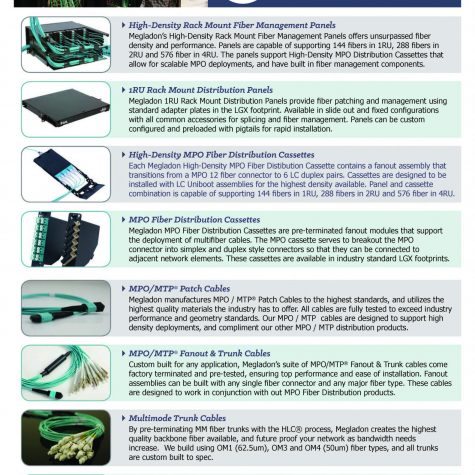 High-Density Rack Mount Fiber Management Panels
Megladon's High-Density Rack Mount Fiber Management Panels offers unsurpassed fiber
density and performance. Panels are capable of supporting 144 fibers in 1RU, 288 fibers in
2RU and 576 fiber in 4RU. The panels support High-Density MPO Distribution Cassettes that
allow for scalable MPO deployments, and have built in fiber management components.
1RU Rack Mount Distribution Panels
Megladon 1RU Rack Mount Distribution Panels provide fiber patching and management using
standard adapter plates in the LGX footprint. Available in slide out and fixed configurations
with all common accessories for splicing and fiber management. Panels can be custom
configured and preloaded with pigtails for rapid installation.
High-Density MPO Fiber Distribution Cassettes
Each Megladon High-Density MPO Fiber Distibution Cassette contains a fanout assembly that
transitions from a MPO 12 fiber connector to 6 LC duplex pairs. Cassettes are designed to be
installed with LC Uniboot assemblies for the highest density available. Panel and cassette
combination is capable of supporting 144 fibers in 1RU, 288 fibers in 2RU and 576 fiber in 4RU.
MPO Fiber Distribution Cassettes
Megladon MPO Fiber Distribution Cassettes are pre-terminated fanout modules that support
the deployment of multifiber cables. The MPO cassette serves to breakout the MPO
connector into simplex and duplex style connectors so that they can be connected to
adjacent network elements. These cassettes are available in industry standard LGX footprints.
MPO/MTP® Patch Cables
Megladon manufactures MPO / MTP® Patch Cables to the highest standards, and utilizes the
highest quality materials the industry has to offer. All cables are fully tested to exceed industry
performance and geometry standards. Our MPO / MTP cables are designed to support high
density deployments, and compliment our other MPO / MTP distribution products.
MPO/MTP® Fanout & Trunk Cables
Custom built for any application, Megladon's suite of MPO/MTP® Fanout & Trunk cables come
factory terminated and pre-tested, ensuring top performance and ease of installation. Fanout
assemblies can be built with any single fiber connector and any major fiber type. These cables
are designed to work in conjunction with out MPO Fiber Distribution products.
Multimode Trunk Cables
By pre-terminating MM fiber trunks with the HLC® process, Megladon creates the highest
quality backbone fiber available, and future proof your network as bandwidth needs
increase. We build using OM1 (62.5um), OM3 and OM4 (50um) fiber types, and all trunks
are custom built to spec.